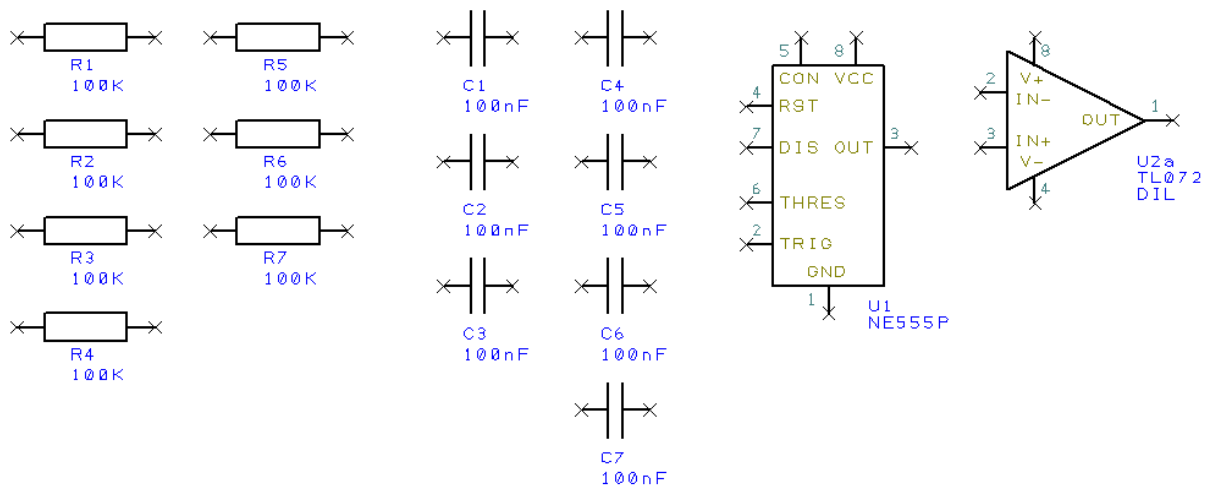 R1
100K
R2
100K
R3
100K
R4
100K
R5
100K
R6
100K
R7
100K
C1
100nF
C2
100nF
C3
100nF
C4
100nF
C5
100nF
C6
100nF
C7
100nF
5 8
CON VCC
4 RST
7 DIS OUT 3
6 THRES
2 TRIG
GND
1
U1
NE555P
8
V+
2 IN-
OUT 1
3 IN+
V-
4
U2a
TL072
DIL